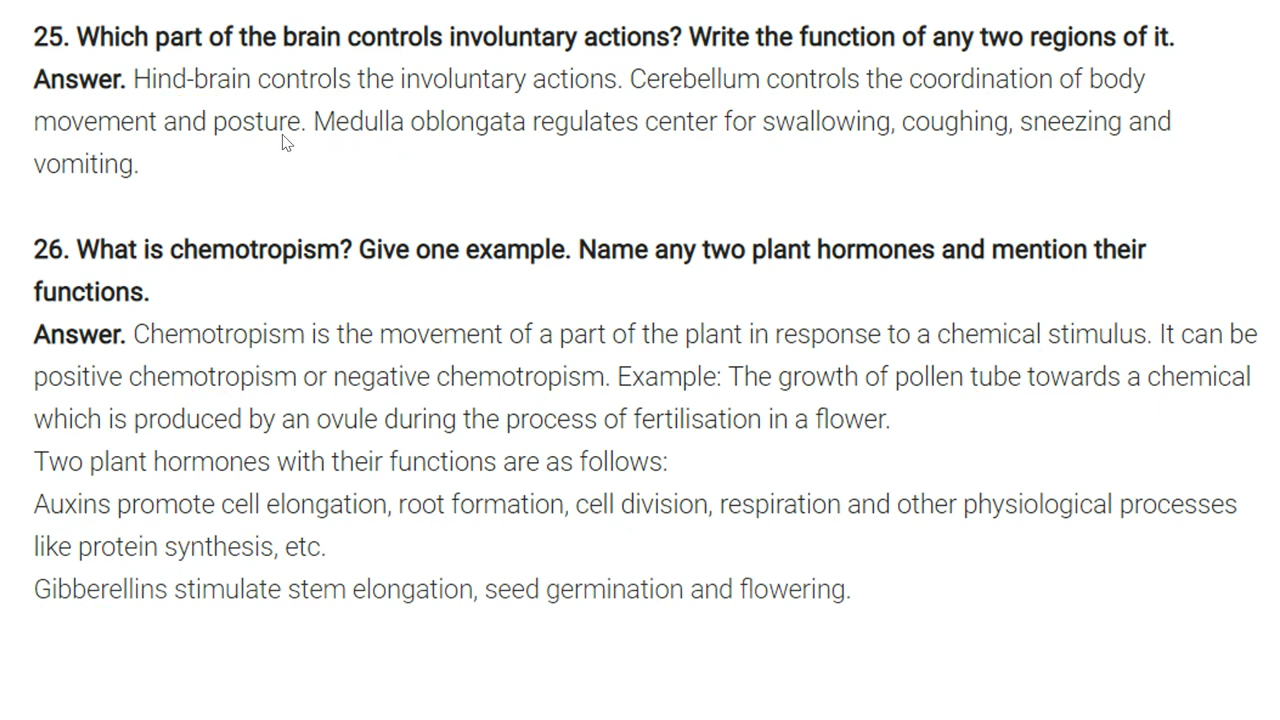 25. Which part of the brain controls involuntary actions? Write the function of any two regions of it.
Answer. Hind-brain controls the involuntary actions. Cerebellum controls the coordination of body
movement and posture. Medulla oblongata regulates center for swallowing, coughing, sneezing and
vomiting.
26. What is chemotropism? Give one example. Name any two plant hormones and mention their
functions.
Answer. Chemotropism is the movement of a part of the plant in response to a chemical stimulus. It can be
positive chemotropism or negative chemotropism. Example: The growth of pollen tube towards a chemical
which is produced by an ovule during the process of fertilisation in a flower.
Two plant hormones with their functions are as follows:
Auxins promote cell elongation, root formation, cell division, respiration and other physiological processes
like protein synthesis, etc.
Gibberellins stimulate stem elongation, seed germination and flowering.